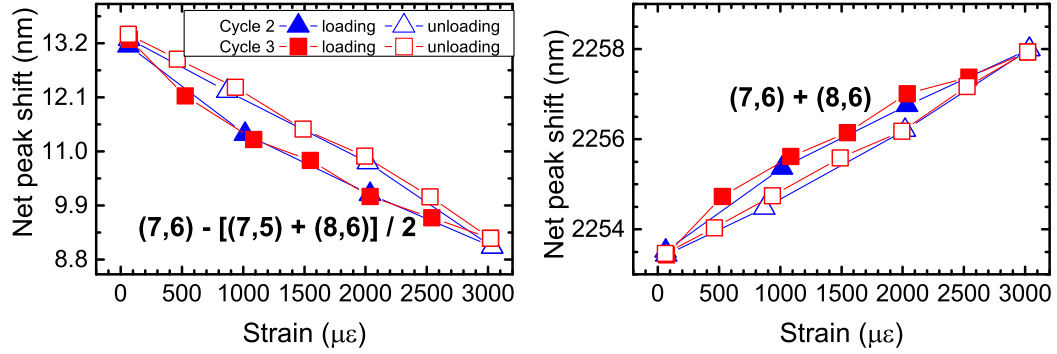 Net peak shift (nm)
13.2
12.1
11.0
9.9
8.8
Cycle 2 loading unloading
Cycle 3 loading unloading
(7,6) - [(7,5) + (8,6)] / 2
0 500 1000 1500 2000 2500 3000
Strain (με)
Net peak shift (nm)
2258
2256
2254
(7,6) + (8,6)
0 500 1000 1500 2000 2500 3000
Strain (με)